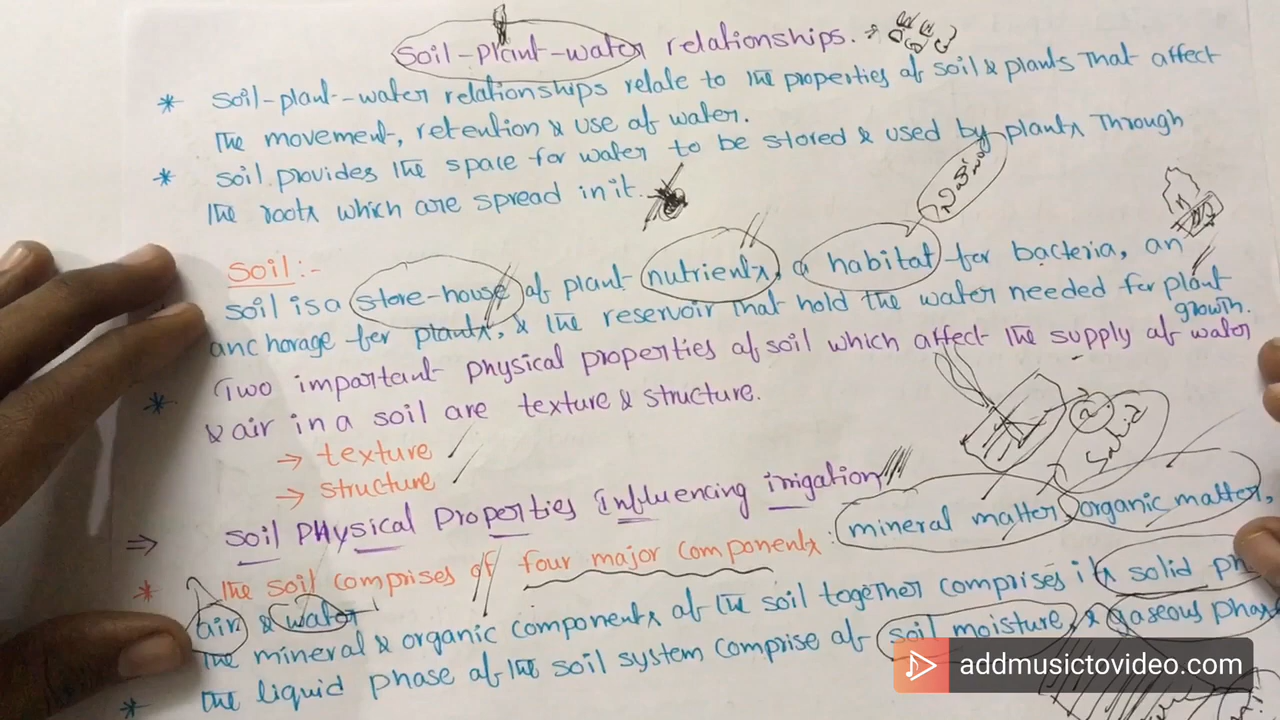 Soil-plant-water relationships.
* Soil-plant-water relationships relate to the properties of soil & plants that affect
the movement, retention & use of water.
* soil provides the space for water to be stored & used by plants through
the roots which are spread in it.
Soil:-
soil is a store-house of plant nutrients, a habitat for bacteria, an
anchorage for plants, & the reservoir that hold the water needed for plant
growth.
* Two important physical properties of soil which affect the supply of water
& air in a soil are texture & structure.
→ texture
→ structure
⇒ soil Physical Properties influencing irrigation
* The soil comprises of four major components: mineral matter, organic matter,
air & water
The mineral & organic components of the soil together comprises its solid ph
* The liquid phase of the soil system comprise of soil moisture, & gaseous phas
solid
addmusictovideo.com